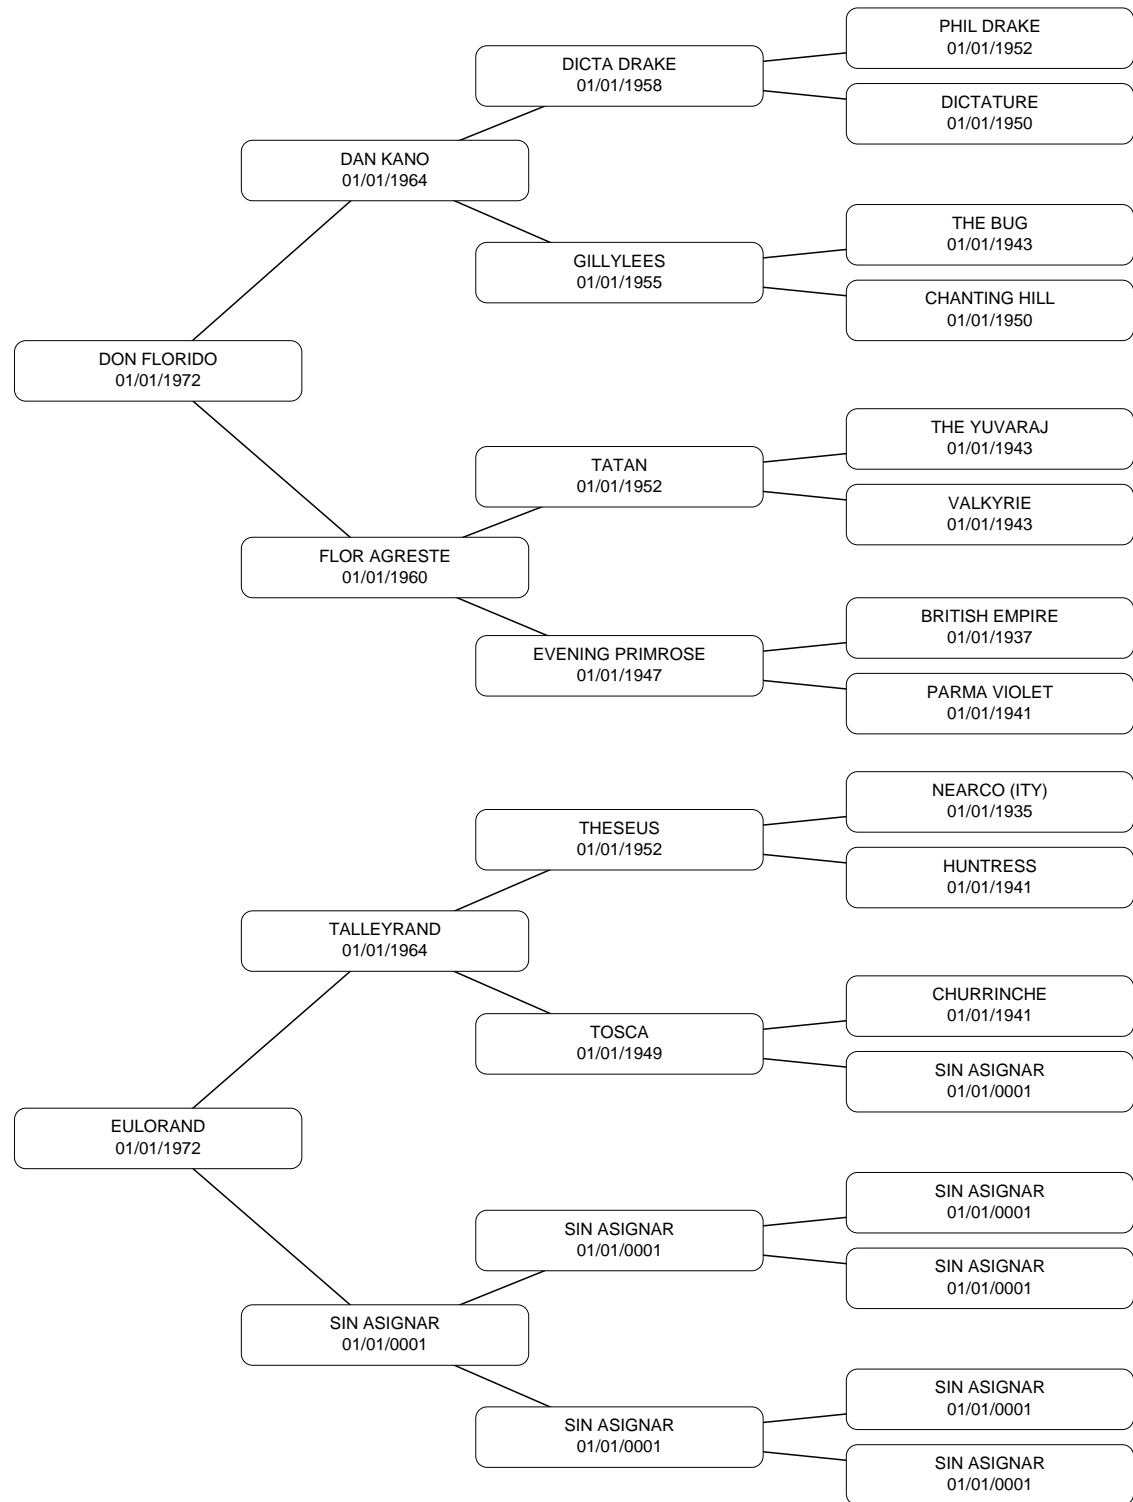 PHIL DRAKE
01/01/1952
DICTA DRAKE
01/01/1958
DICTATURE
01/01/1950
DAN KANO
01/01/1964
THE BUG
01/01/1943
GILLYLEES
01/01/1955
CHANTING HILL
01/01/1950
DON FLORIDO
01/01/1972
THE YUVARAJ
01/01/1943
TATAN
01/01/1952
VALKYRIE
01/01/1943
FLOR AGRESTE
01/01/1960
BRITISH EMPIRE
01/01/1937
EVENING PRIMROSE
01/01/1947
PARMA VIOLET
01/01/1941
NEARCO (ITY)
01/01/1935
THESEUS
01/01/1952
HUNTRESS
01/01/1941
TALLEYRAND
01/01/1964
CHURRINCHE
01/01/1941
TOSCA
01/01/1949
SIN ASIGNAR
01/01/0001
EULORAND
01/01/1972
SIN ASIGNAR
01/01/0001
SIN ASIGNAR
01/01/0001
SIN ASIGNAR
01/01/0001
SIN ASIGNAR
01/01/0001
SIN ASIGNAR
01/01/0001
SIN ASIGNAR
01/01/0001
SIN ASIGNAR
01/01/0001